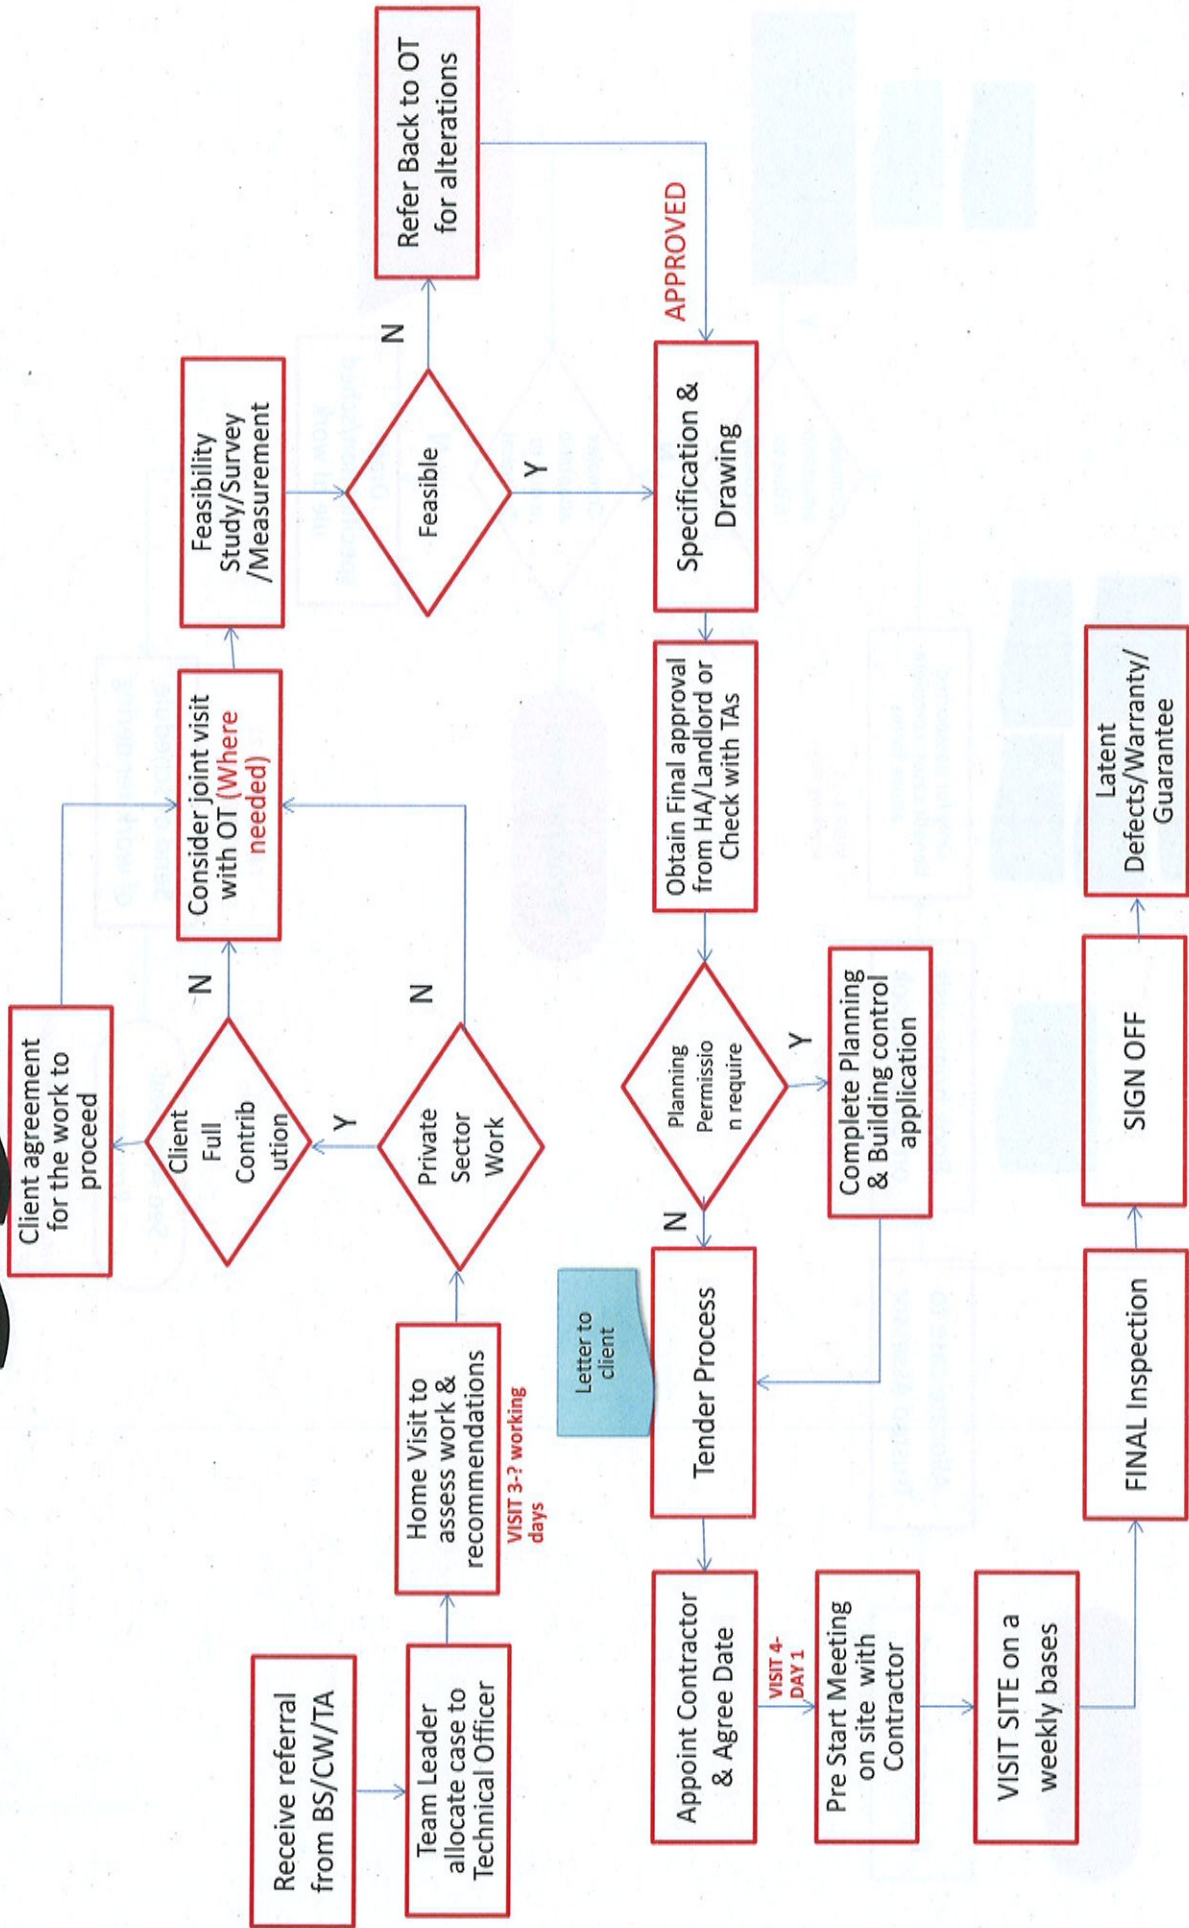 Receive referral
from BS/CW/TA
Team Leader
allocate case to
Technical Officer
Home Visit to
assess work &
recommendations
VISIT 3-? working
days
Private
Sector
Work
Y
N
Client
Full
Contrib
ution
N
Client agreement
for the work to
proceed
Consider joint visit
with OT (Where
needed)
Feasibility
Study/Survey
/Measurement
Feasible
N
Y
Refer Back to OT
for alterations
APPROVED
Specification &
Drawing
Obtain Final approval
from HA/Landlord or
Check with TAs
Planning
Permissio
n require
N
Y
Complete Planning
& Building control
application
Letter to
client
Tender Process
Appoint Contractor
& Agree Date
VISIT 4-
DAY 1
Pre Start Meeting
on site with
Contractor
VISIT SITE on a
weekly bases
FINAL Inspection
SIGN OFF
Latent
Defects/Warranty/
Guarantee